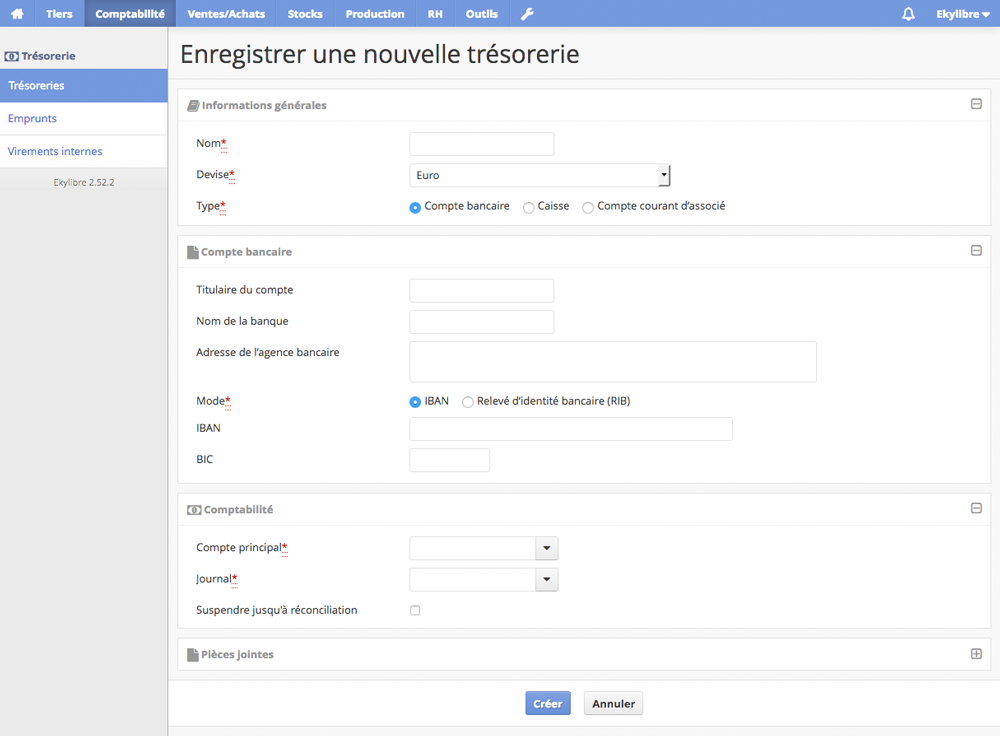 Tiers Comptabilité Ventes/Achats Stocks Production RH Outils Ekylibre
Trésorerie
Trésoreries
Emprunts
Virements internes
Ekylibre 2.52.2
Enregistrer une nouvelle trésorerie
Informations générales
Nom*
Devise* Euro
Type* Compte bancaire Caisse Compte courant d'associé
Compte bancaire
Titulaire du compte
Nom de la banque
Adresse de l'agence bancaire
Mode* IBAN Relevé d'identité bancaire (RIB)
IBAN
BIC
Comptabilité
Compte principal*
Journal*
Suspendre jusqu'à réconciliation
Pièces jointes
Créer Annuler